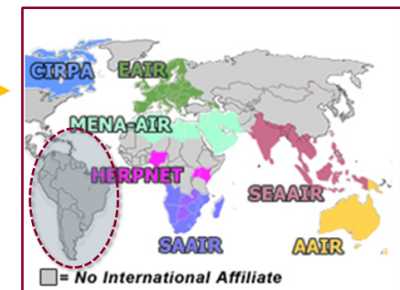 CIRPA
EAIR
MENA-AIR
HERPNET
SEAAIR
SAAIR
AAIR
= No International Affiliate